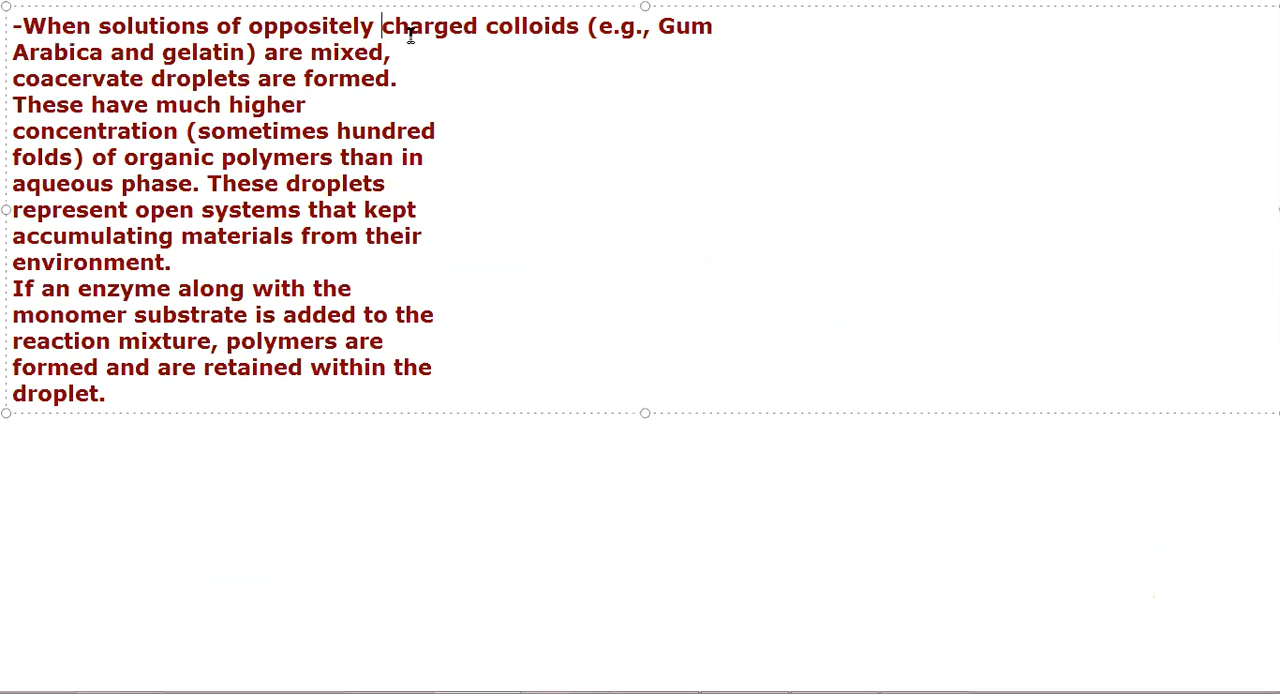 -When solutions of oppositely charged colloids (e.g., Gum
Arabica and gelatin) are mixed,
coacervate droplets are formed.
These have much higher
concentration (sometimes hundred
folds) of organic polymers than in
aqueous phase. These droplets
represent open systems that kept
accumulating materials from their
environment.
If an enzyme along with the
monomer substrate is added to the
reaction mixture, polymers are
formed and are retained within the
droplet.